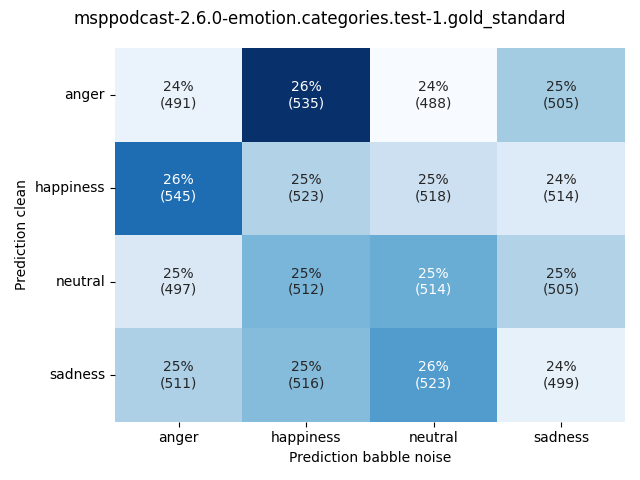 msppodcast-2.6.0-emotion.categories.test-1.gold_standard
Prediction clean
anger
24% 26% 24% 25%
(491) (535) (488) (505)
happiness
26% 25% 25% 24%
(545) (523) (518) (514)
neutral
25% 25% 25% 25%
(497) (512) (514) (505)
sadness
25% 25% 26% 24%
(511) (516) (523) (499)
anger happiness neutral sadness
Prediction babble noise